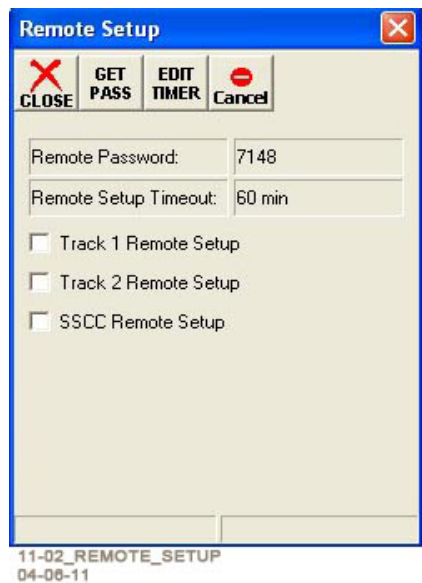 Remote Setup
CLOSE GET PASS EDIT TIMER Cancel
Remote Password: 7148
Remote Setup Timeout: 60 min
Track 1 Remote Setup
Track 2 Remote Setup
SSCC Remote Setup
11-02_REMOTE_SETUP
04-06-11